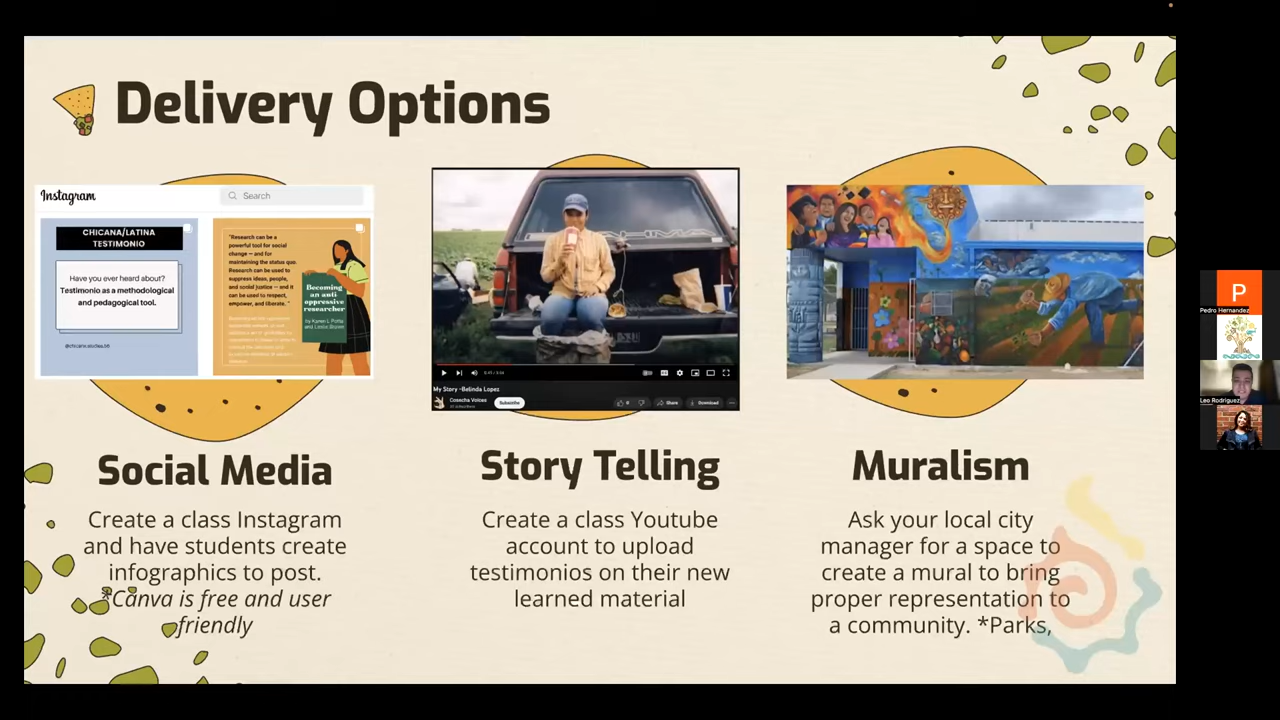 Delivery Options
Instagram
Search
CHICANA/LATINA
TESTIMONIO
Have you ever heard about?
Testimonio as a methodological
and pedagogical tool.
"Research can be a
powerful tool for social
change — and for
maintaining the status quo.
Research can be used to
suppress ideas, people,
and social justice — and it
can be used to respect,
empower, and liberate."
Becoming an
anti
oppressive
researcher
My Story -Belinda Lopez
Cosecha Voices
Subscribe
Share
Download
Social Media
Create a class Instagram
and have students create
infographics to post.
*Canva is free and user
friendly
Story Telling
Create a class Youtube
account to upload
testimonios on their new
learned material
Muralism
Ask your local city
manager for a space to
create a mural to bring
proper representation to
a community. *Parks,
P
Pedro Hernandez
Leo Rodriguez